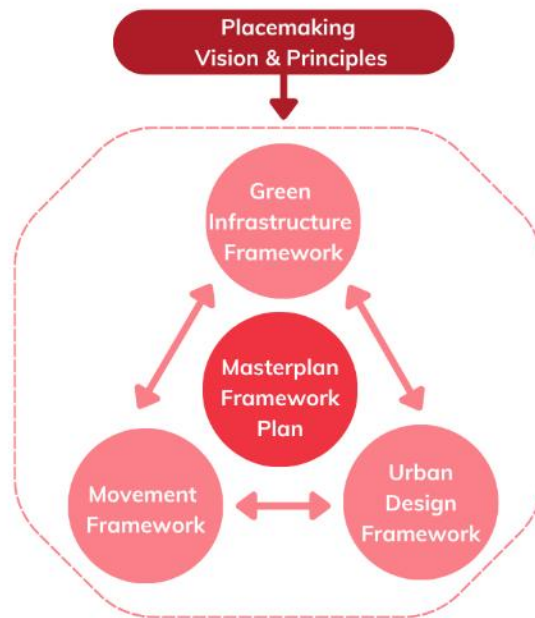 Placemaking
Vision & Principles
Green
Infrastructure
Framework
Masterplan
Framework
Plan
Movement
Framework
Urban
Design
Framework